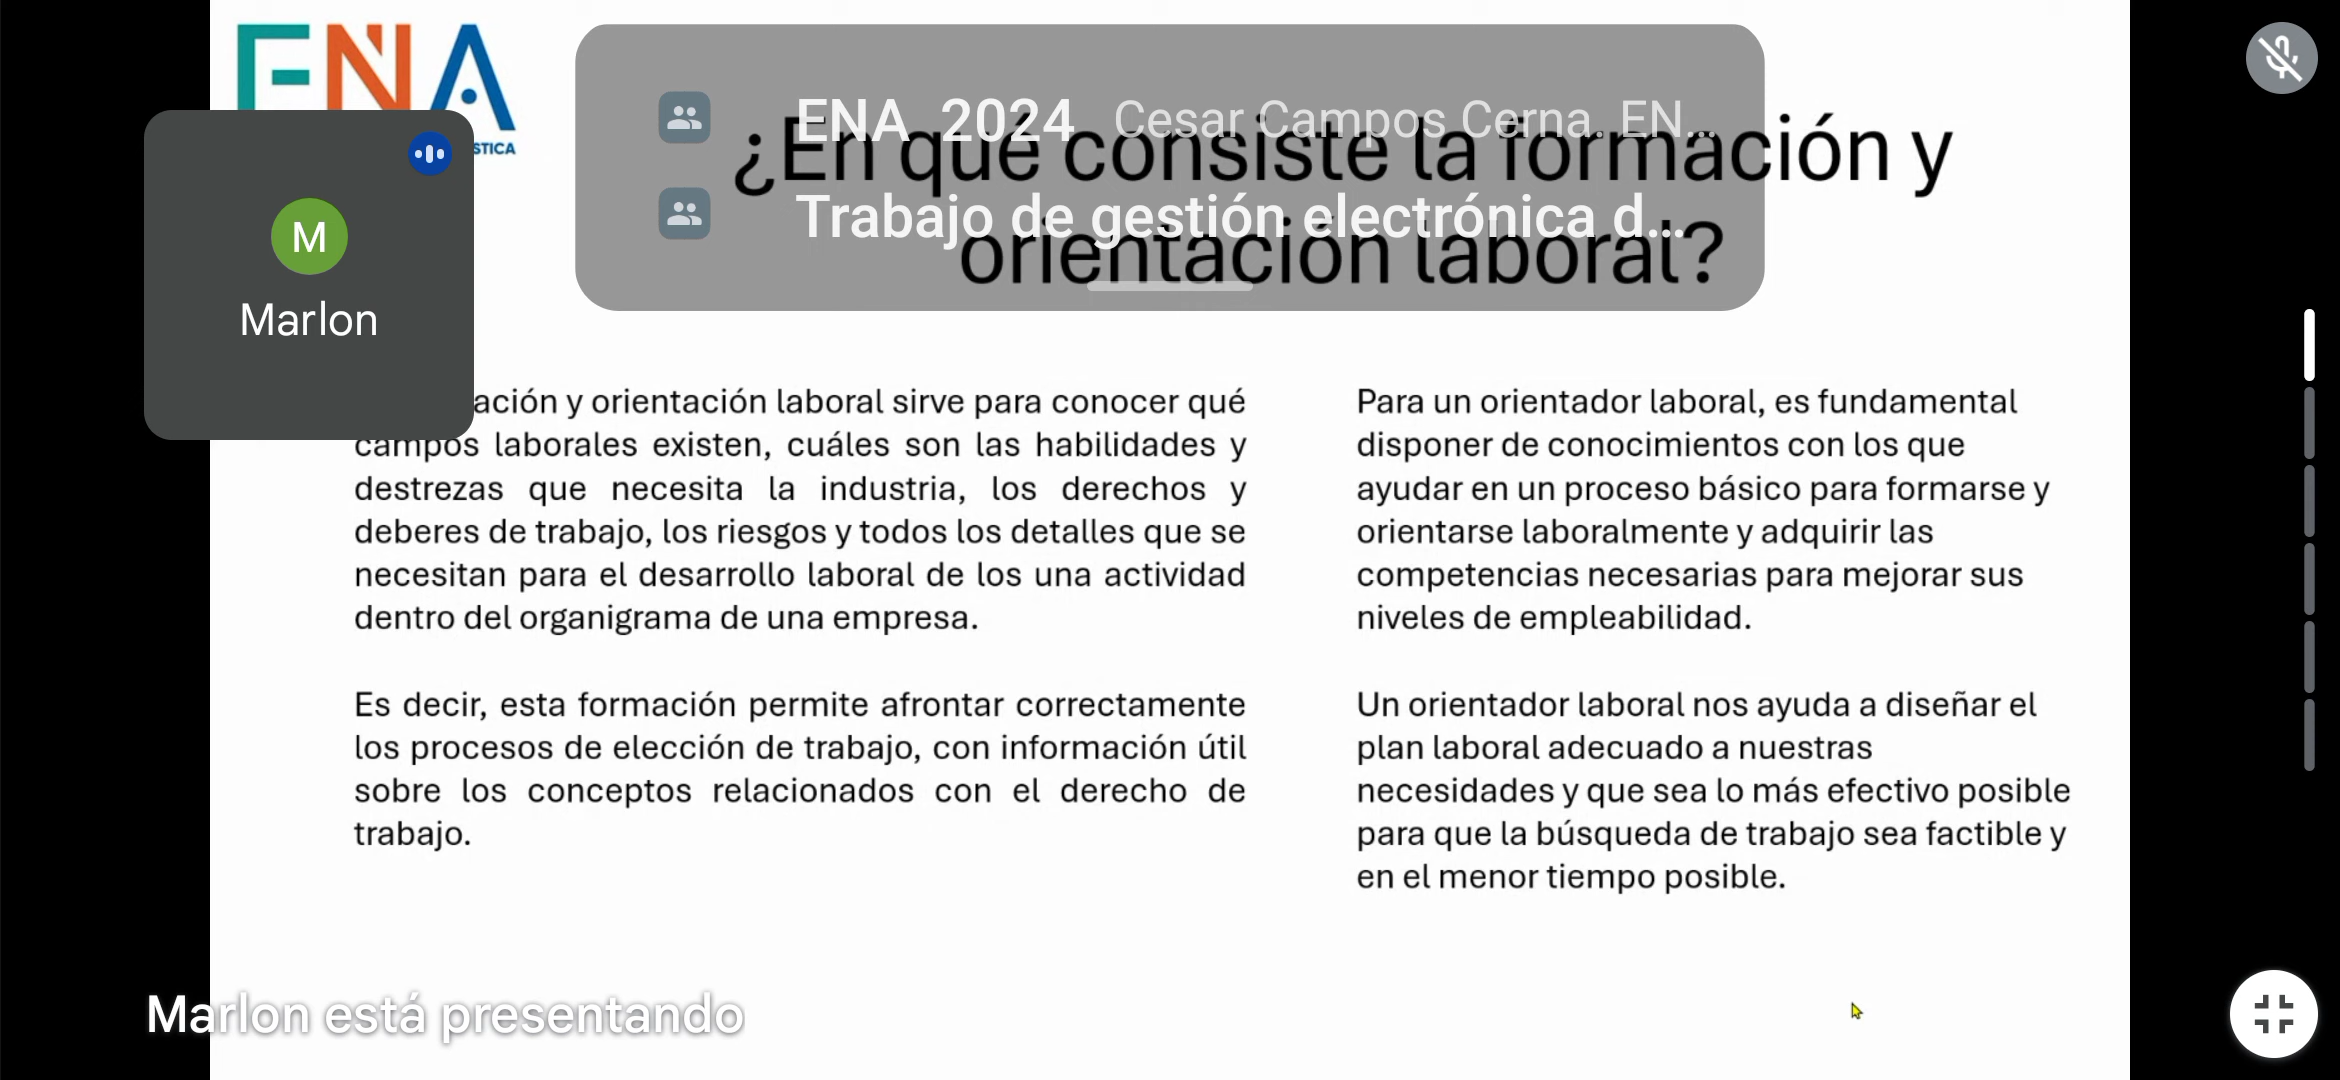 ENA
STICA
ENA 2024 Cesar Campos Cerna. EN...
Trabajo de gestión electrónica d...
¿En qué consiste la formación y
orientación laboral?
M
Marlon
ación y orientación laboral sirve para conocer qué
campos laborales existen, cuáles son las habilidades y
destrezas que necesita la industria, los derechos y
deberes de trabajo, los riesgos y todos los detalles que se
necesitan para el desarrollo laboral de los una actividad
dentro del organigrama de una empresa.
Es decir, esta formación permite afrontar correctamente
los procesos de elección de trabajo, con información útil
sobre los conceptos relacionados con el derecho de
trabajo.
Para un orientador laboral, es fundamental
disponer de conocimientos con los que
ayudar en un proceso básico para formarse y
orientarse laboralmente y adquirir las
competencias necesarias para mejorar sus
niveles de empleabilidad.
Un orientador laboral nos ayuda a diseñar el
plan laboral adecuado a nuestras
necesidades y que sea lo más efectivo posible
para que la búsqueda de trabajo sea factible y
en el menor tiempo posible.
Marlon está presentando